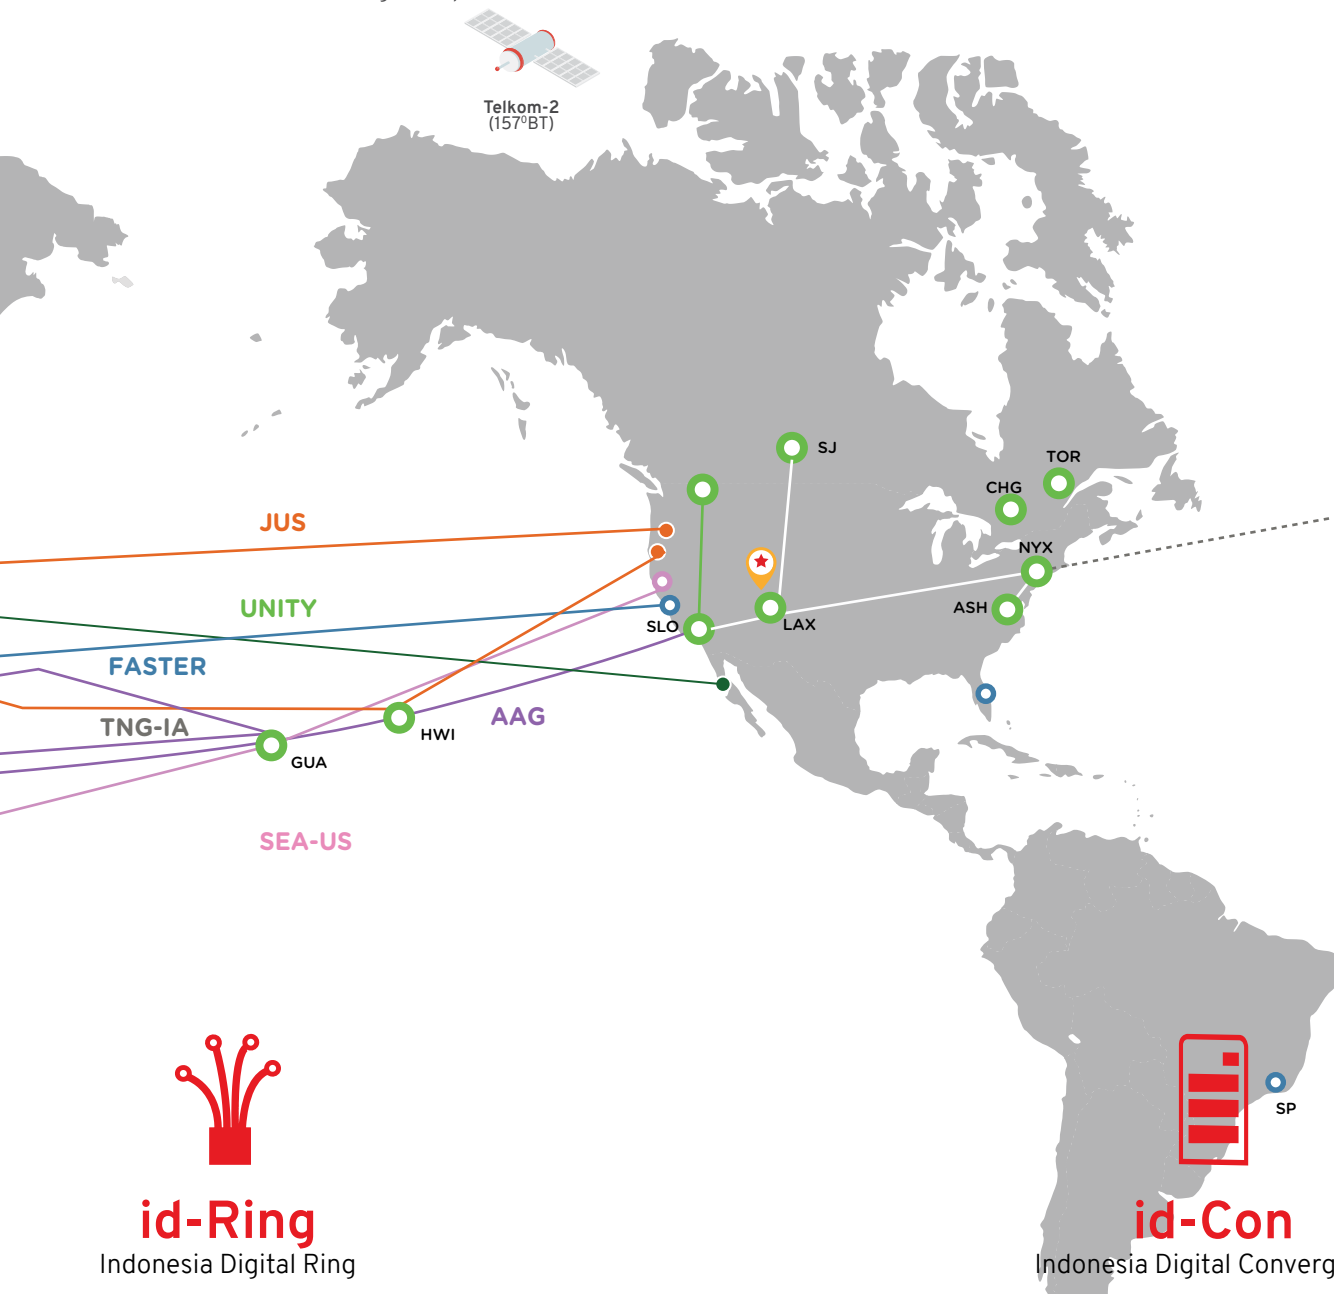 Telkom-2
(157⁰BT)
SJ
TOR
CHG
JUS
NYX
UNITY
ASH
SLO
LAX
FASTER
AAG
TNG-IA
HWI
GUA
SEA-US
SP
id-Ring
Indonesia Digital Ring
id-Con
Indonesia Digital Converg